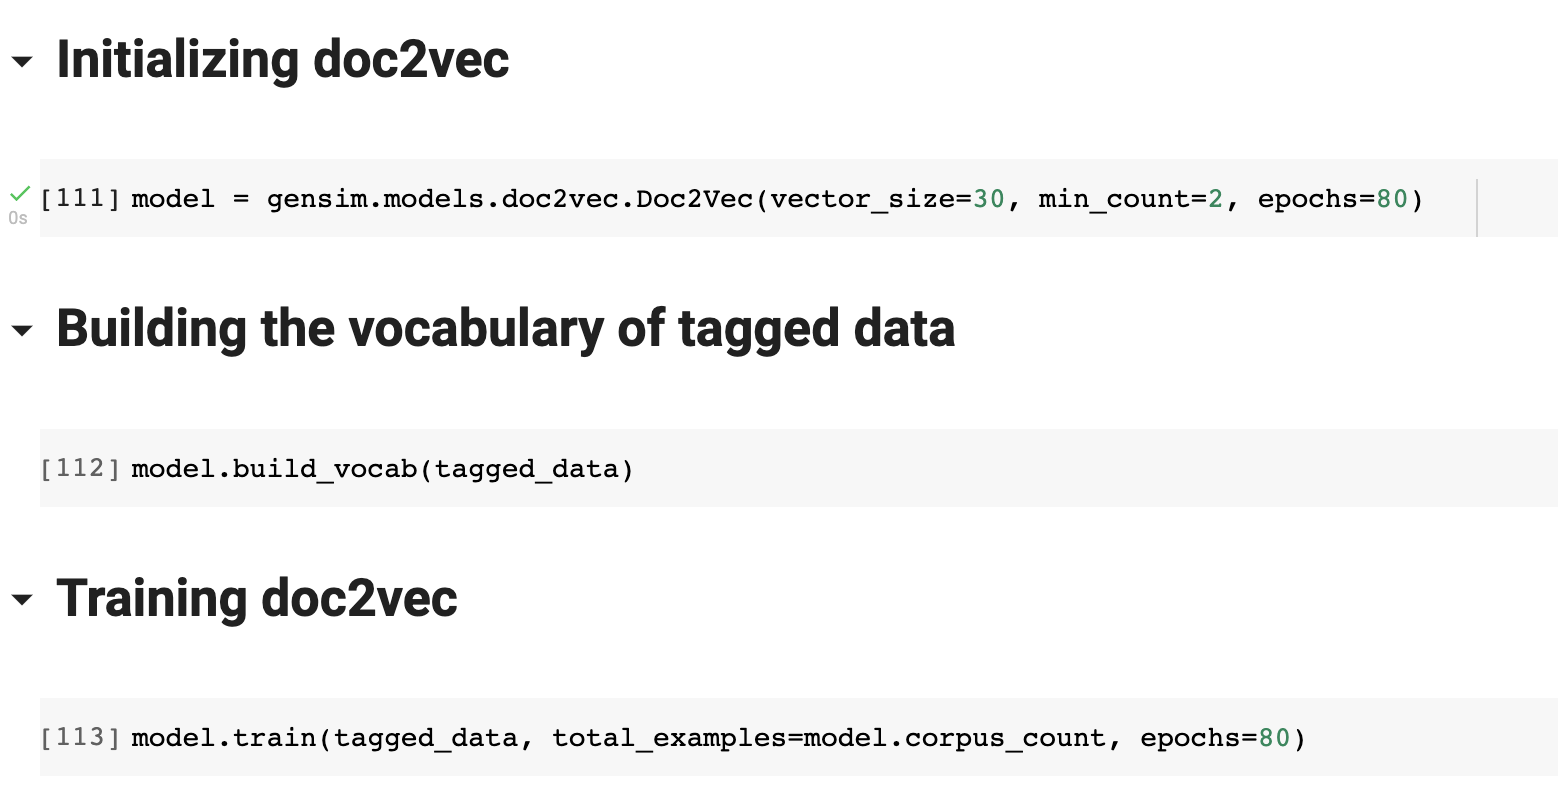 Initializing doc2vec
[111] model = gensim.models.doc2vec.Doc2Vec(vector_size=30, min_count=2, epochs=80)
0s
Building the vocabulary of tagged data
[112] model.build_vocab(tagged_data)
Training doc2vec
[113] model.train(tagged_data, total_examples=model.corpus_count, epochs=80)